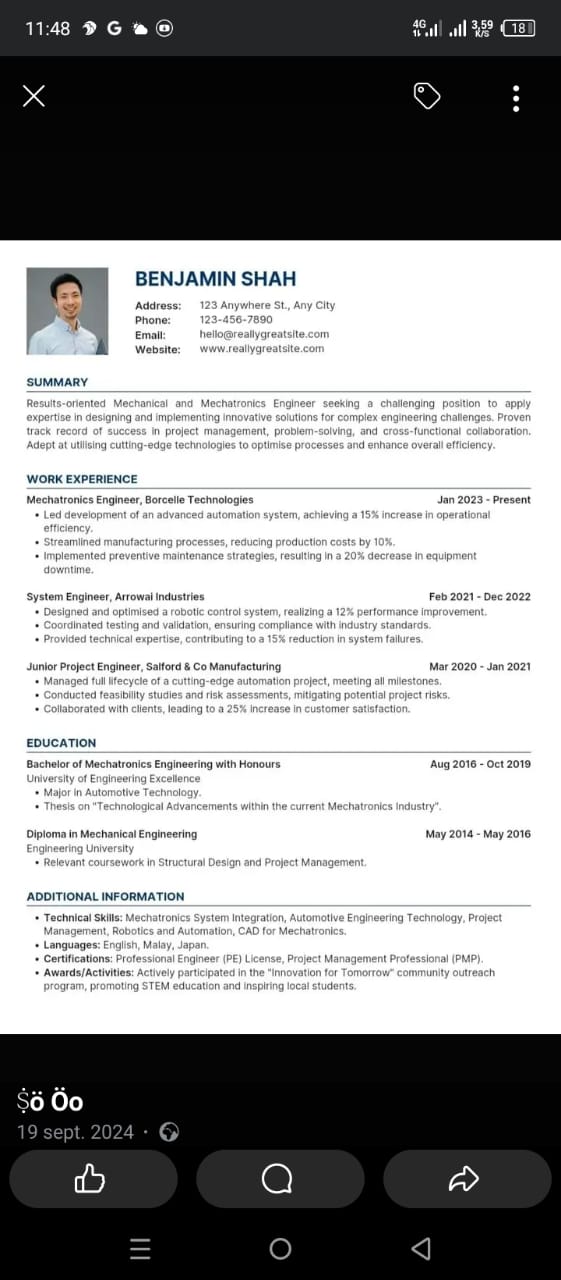 11:48 G 4G 3,59 K/S 18
BENJAMIN SHAH
Address: 123 Anywhere St., Any City
Phone: 123-456-7890
Email: hello@reallygreatsite.com
Website: www.reallygreatsite.com
SUMMARY
Results-oriented Mechanical and Mechatronics Engineer seeking a challenging position to apply
expertise in designing and implementing innovative solutions for complex engineering challenges. Proven
track record of success in project management, problem-solving, and cross-functional collaboration.
Adept at utilising cutting-edge technologies to optimise processes and enhance overall efficiency.
WORK EXPERIENCE
Mechatronics Engineer, Borcelle Technologies Jan 2023 - Present
• Led development of an advanced automation system, achieving a 15% increase in operational
efficiency.
• Streamlined manufacturing processes, reducing production costs by 10%.
• Implemented preventive maintenance strategies, resulting in a 20% decrease in equipment
downtime.
System Engineer, Arrowai Industries Feb 2021 - Dec 2022
• Designed and optimised a robotic control system, realizing a 12% performance improvement.
• Coordinated testing and validation, ensuring compliance with industry standards.
• Provided technical expertise, contributing to a 15% reduction in system failures.
Junior Project Engineer, Salford & Co Manufacturing Mar 2020 - Jan 2021
• Managed full lifecycle of a cutting-edge automation project, meeting all milestones.
• Conducted feasibility studies and risk assessments, mitigating potential project risks.
• Collaborated with clients, leading to a 25% increase in customer satisfaction.
EDUCATION
Bachelor of Mechatronics Engineering with Honours Aug 2016 - Oct 2019
University of Engineering Excellence
• Major in Automotive Technology.
• Thesis on "Technological Advancements within the current Mechatronics Industry".
Diploma in Mechanical Engineering May 2014 - May 2016
Engineering University
• Relevant coursework in Structural Design and Project Management.
ADDITIONAL INFORMATION
• Technical Skills: Mechatronics System Integration, Automotive Engineering Technology, Project
Management, Robotics and Automation, CAD for Mechatronics.
• Languages: English, Malay, Japan.
• Certifications: Professional Engineer (PE) License, Project Management Professional (PMP).
• Awards/Activities: Actively participated in the "Innovation for Tomorrow" community outreach
program, promoting STEM education and inspiring local students.
Ṩö Öo
19 sept. 2024 ·